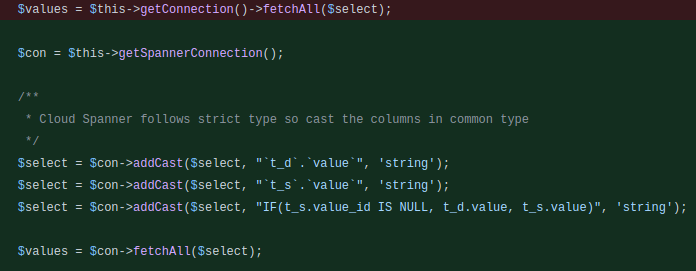 $values = $this->getConnection()->fetchAll($select);
$con = $this->getSpannerConnection();
/**
* Cloud Spanner follows strict type so cast the columns in common type
*/
$select = $con->addCast($select, "`t_d`.`value`", 'string');
$select = $con->addCast($select, "`t_s`.`value`", 'string');
$select = $con->addCast($select, "IF(t_s.value_id IS NULL, t_d.value, t_s.value)", 'string');
$values = $con->fetchAll($select);